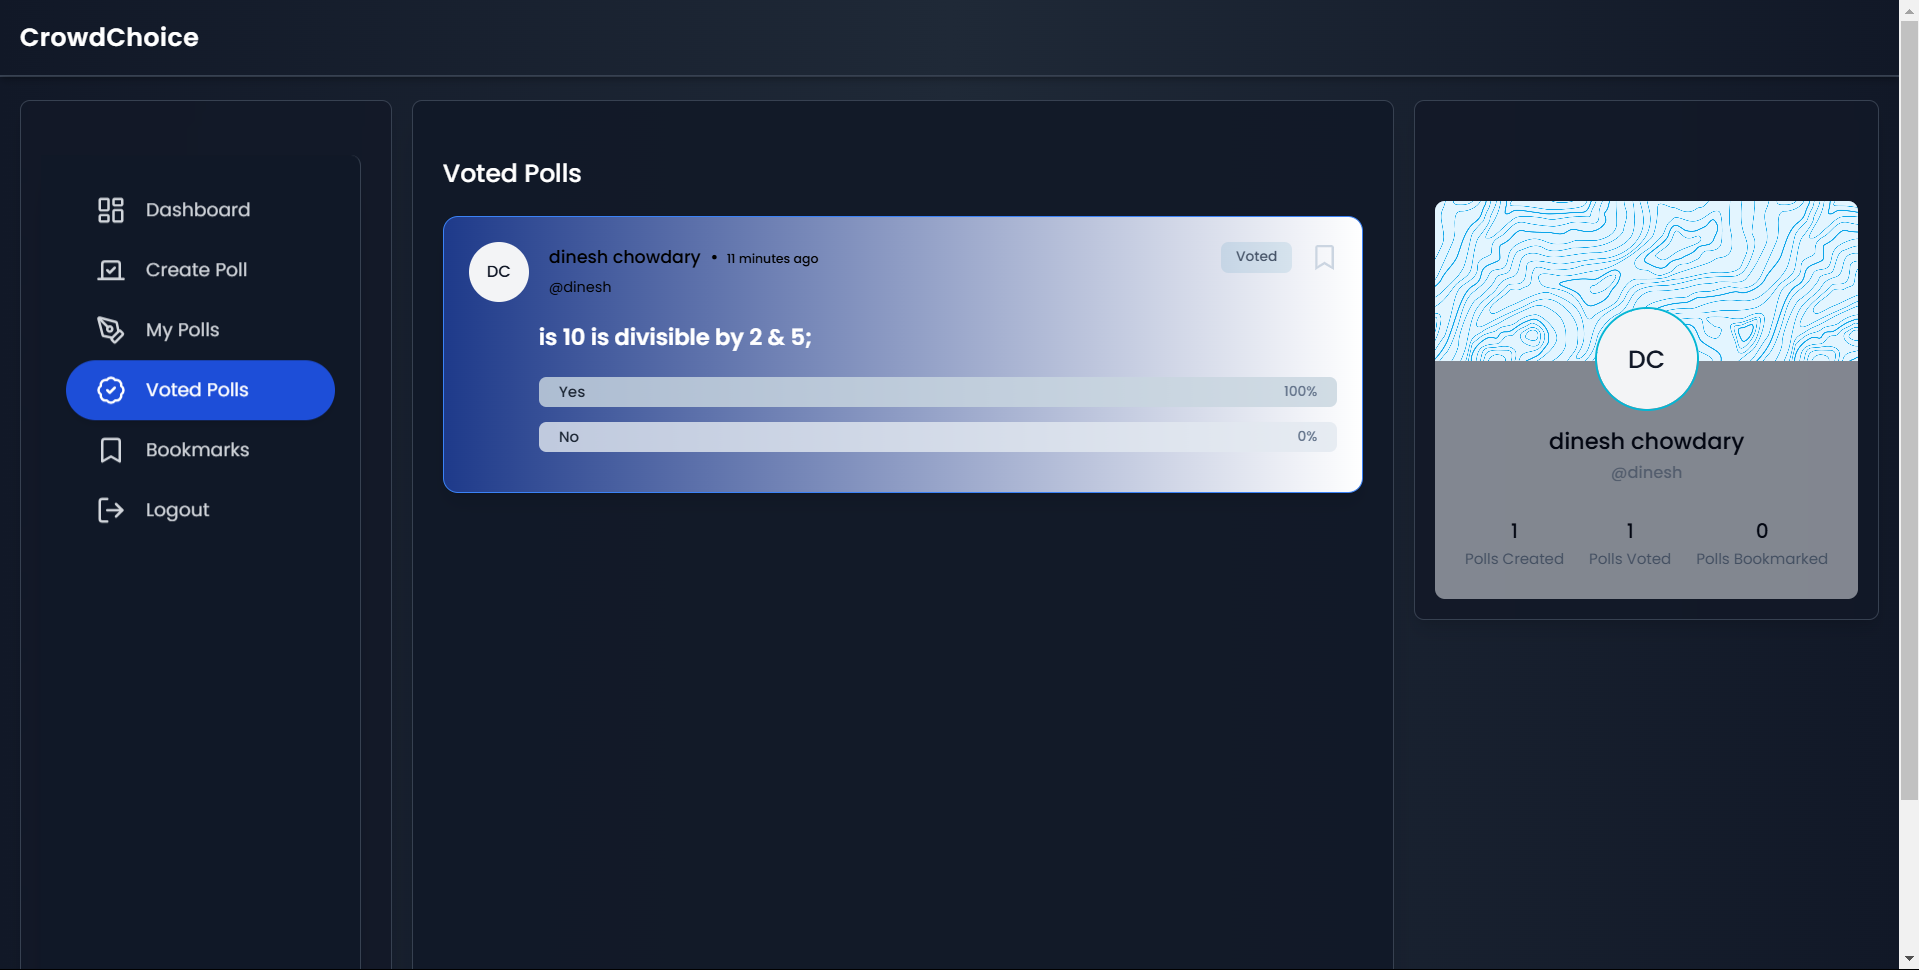 CrowdChoice
Dashboard
Create Poll
My Polls
Voted Polls
Bookmarks
Logout
Voted Polls
DC
dinesh chowdary • 11 minutes ago
@dinesh
Voted
is 10 is divisible by 2 & 5;
Yes 100%
No 0%
DC
dinesh chowdary
@dinesh
1 1 0
Polls Created Polls Voted Polls Bookmarked